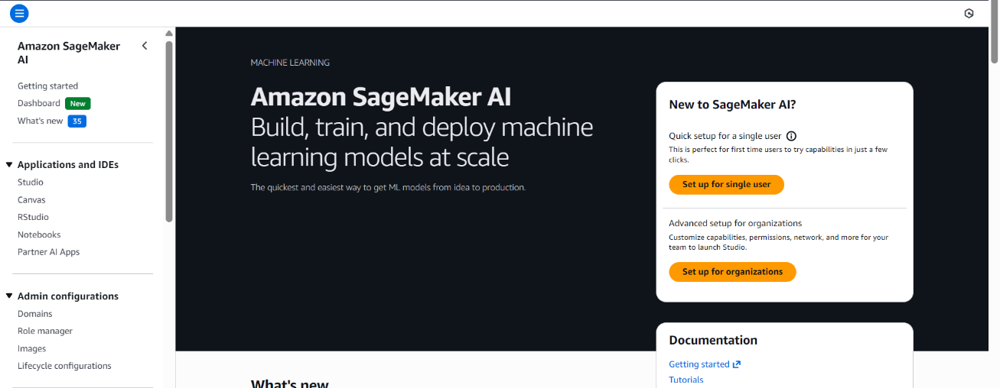 Amazon SageMaker
AI
Getting started
Dashboard New
What's new 35
Applications and IDEs
Studio
Canvas
RStudio
Notebooks
Partner AI Apps
Admin configurations
Domains
Role manager
Images
Lifecycle configurations
MACHINE LEARNING
Amazon SageMaker AI
Build, train, and deploy machine
learning models at scale
The quickest and easiest way to get ML models from idea to production.
New to SageMaker AI?
Quick setup for a single user
This is perfect for first time users to try capabilities in just a few
clicks.
Set up for single user
Advanced setup for organizations
Customize capabilities, permissions, network, and more for your
team to launch Studio.
Set up for organizations
Documentation
Getting started
Tutorials
What's new